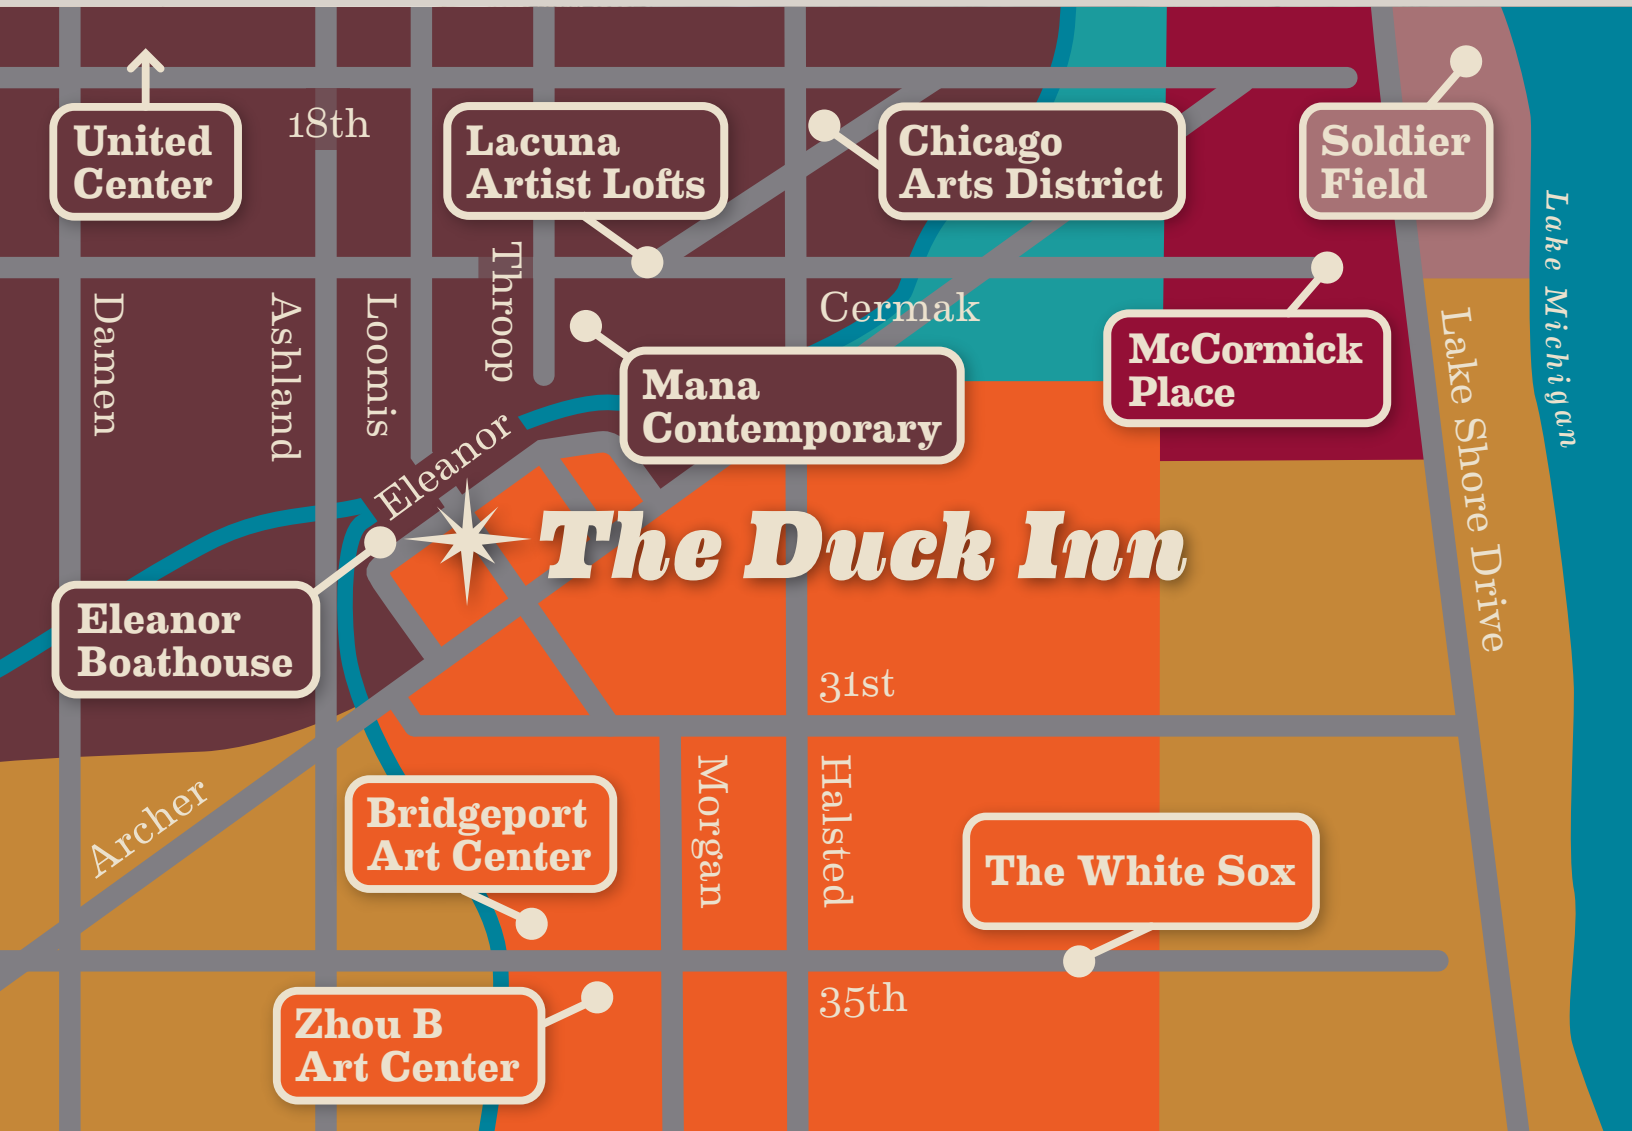 United
Center
18th
Lacuna
Artist Lofts
Chicago
Arts District
Soldier
Field
Lake Michigan
Damen
Ashland
Loomis
Throop
Cermak
McCormick
Place
Lake Shore Drive
Mana
Contemporary
Eleanor
The Duck Inn
Eleanor
Boathouse
31st
Archer
Bridgeport
Art Center
Morgan
Halsted
The White Sox
35th
Zhou B
Art Center